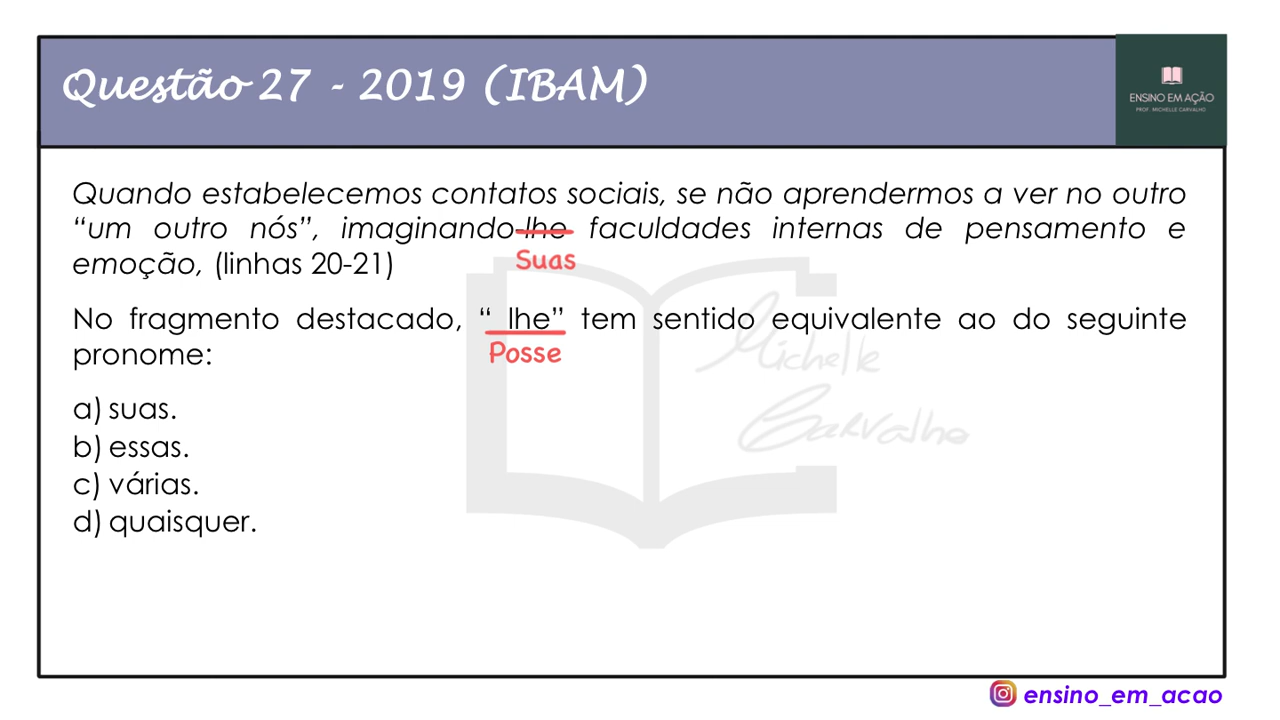 Questão 27 - 2019 (IBAM)
ENSINO EM AÇÃO
PROF. MICHELLE CARVALHO
Quando estabelecemos contatos sociais, se não aprendermos a ver no outro
“um outro nós”, imaginando-lhe faculdades internas de pensamento e
Suas
emoção, (linhas 20-21)
No fragmento destacado, “ lhe” tem sentido equivalente ao do seguinte
Posse
pronome:
a) suas.
b) essas.
c) várias.
d) quaisquer.
Michelle
Carvalho
ensino_em_acao